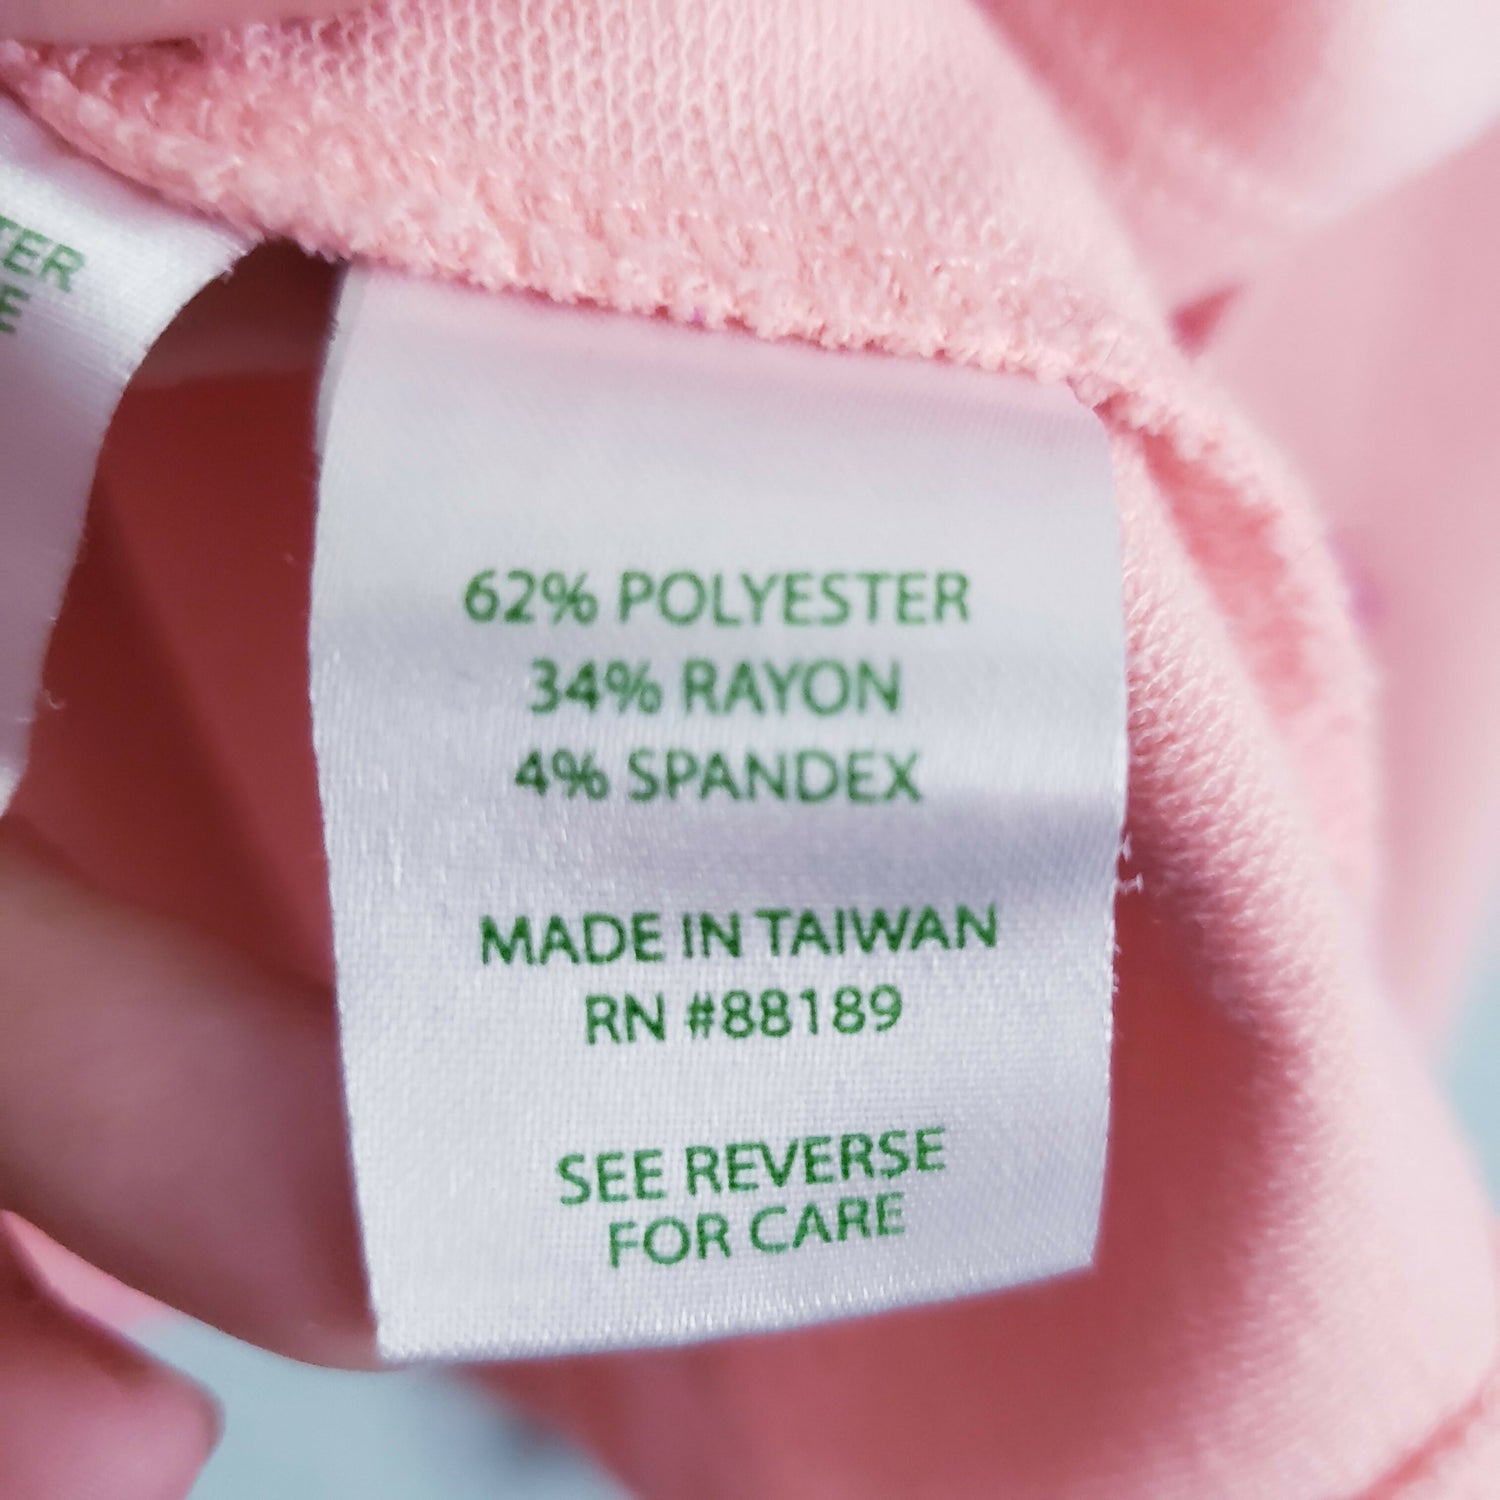 62% POLYESTER
34% RAYON
4% SPANDEX
MADE IN TAIWAN
RN #88189
SEE REVERSE
FOR CARE